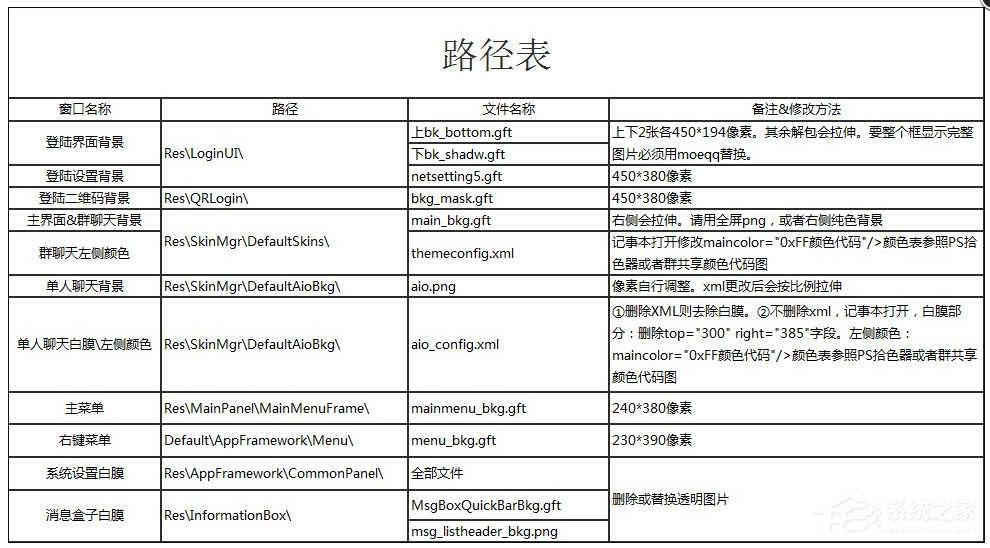 路径表
窗口名称 路径 文件名称 备注&修改方法
登陆界面背景 Res\LoginUI\ 上bk_bottom.gft 上下2张各450*194像素。其余解包会拉伸。要整个框显示完整
下bk_shadw.gft 图片必须用moeqq替换。
登陆设置背景 netsetting5.gft 450*380像素
登陆二维码背景 Res\QRLogin\ bkg_mask.gft 450*380像素
主界面&群聊天背景 Res\SkinMgr\DefaultSkins\ main_bkg.gft 右侧会拉伸。请用全屏png，或者右侧纯色背景
群聊天左侧颜色 themeconfig.xml 记事本打开修改maincolor="0xFF颜色代码"/>颜色表参照PS拾
色器或者群共享颜色代码图
单人聊天背景 Res\SkinMgr\DefaultAioBkg\ aio.png 像素自行调整。xml更改后会按比例拉伸
单人聊天白膜\左侧颜色 Res\SkinMgr\DefaultAioBkg\ aio_config.xml ①删除XML则去除白膜。②不删除xml，记事本打开，白膜部
分：删除top="300" right="385"字段。左侧颜色：
maincolor="0xFF颜色代码"/>颜色表参照PS拾色器或者群共享
颜色代码图
主菜单 Res\MainPanel\MainMenuFrame\ mainmenu_bkg.gft 240*380像素
右键菜单 Default\AppFramework\Menu\ menu_bkg.gft 230*390像素
系统设置白膜 Res\AppFramework\CommonPanel\ 全部文件 删除或替换透明图片
消息盒子白膜 Res\InformationBox\ MsgBoxQuickBarBkg.gft
msg_listheader_bkg.png
系统之家